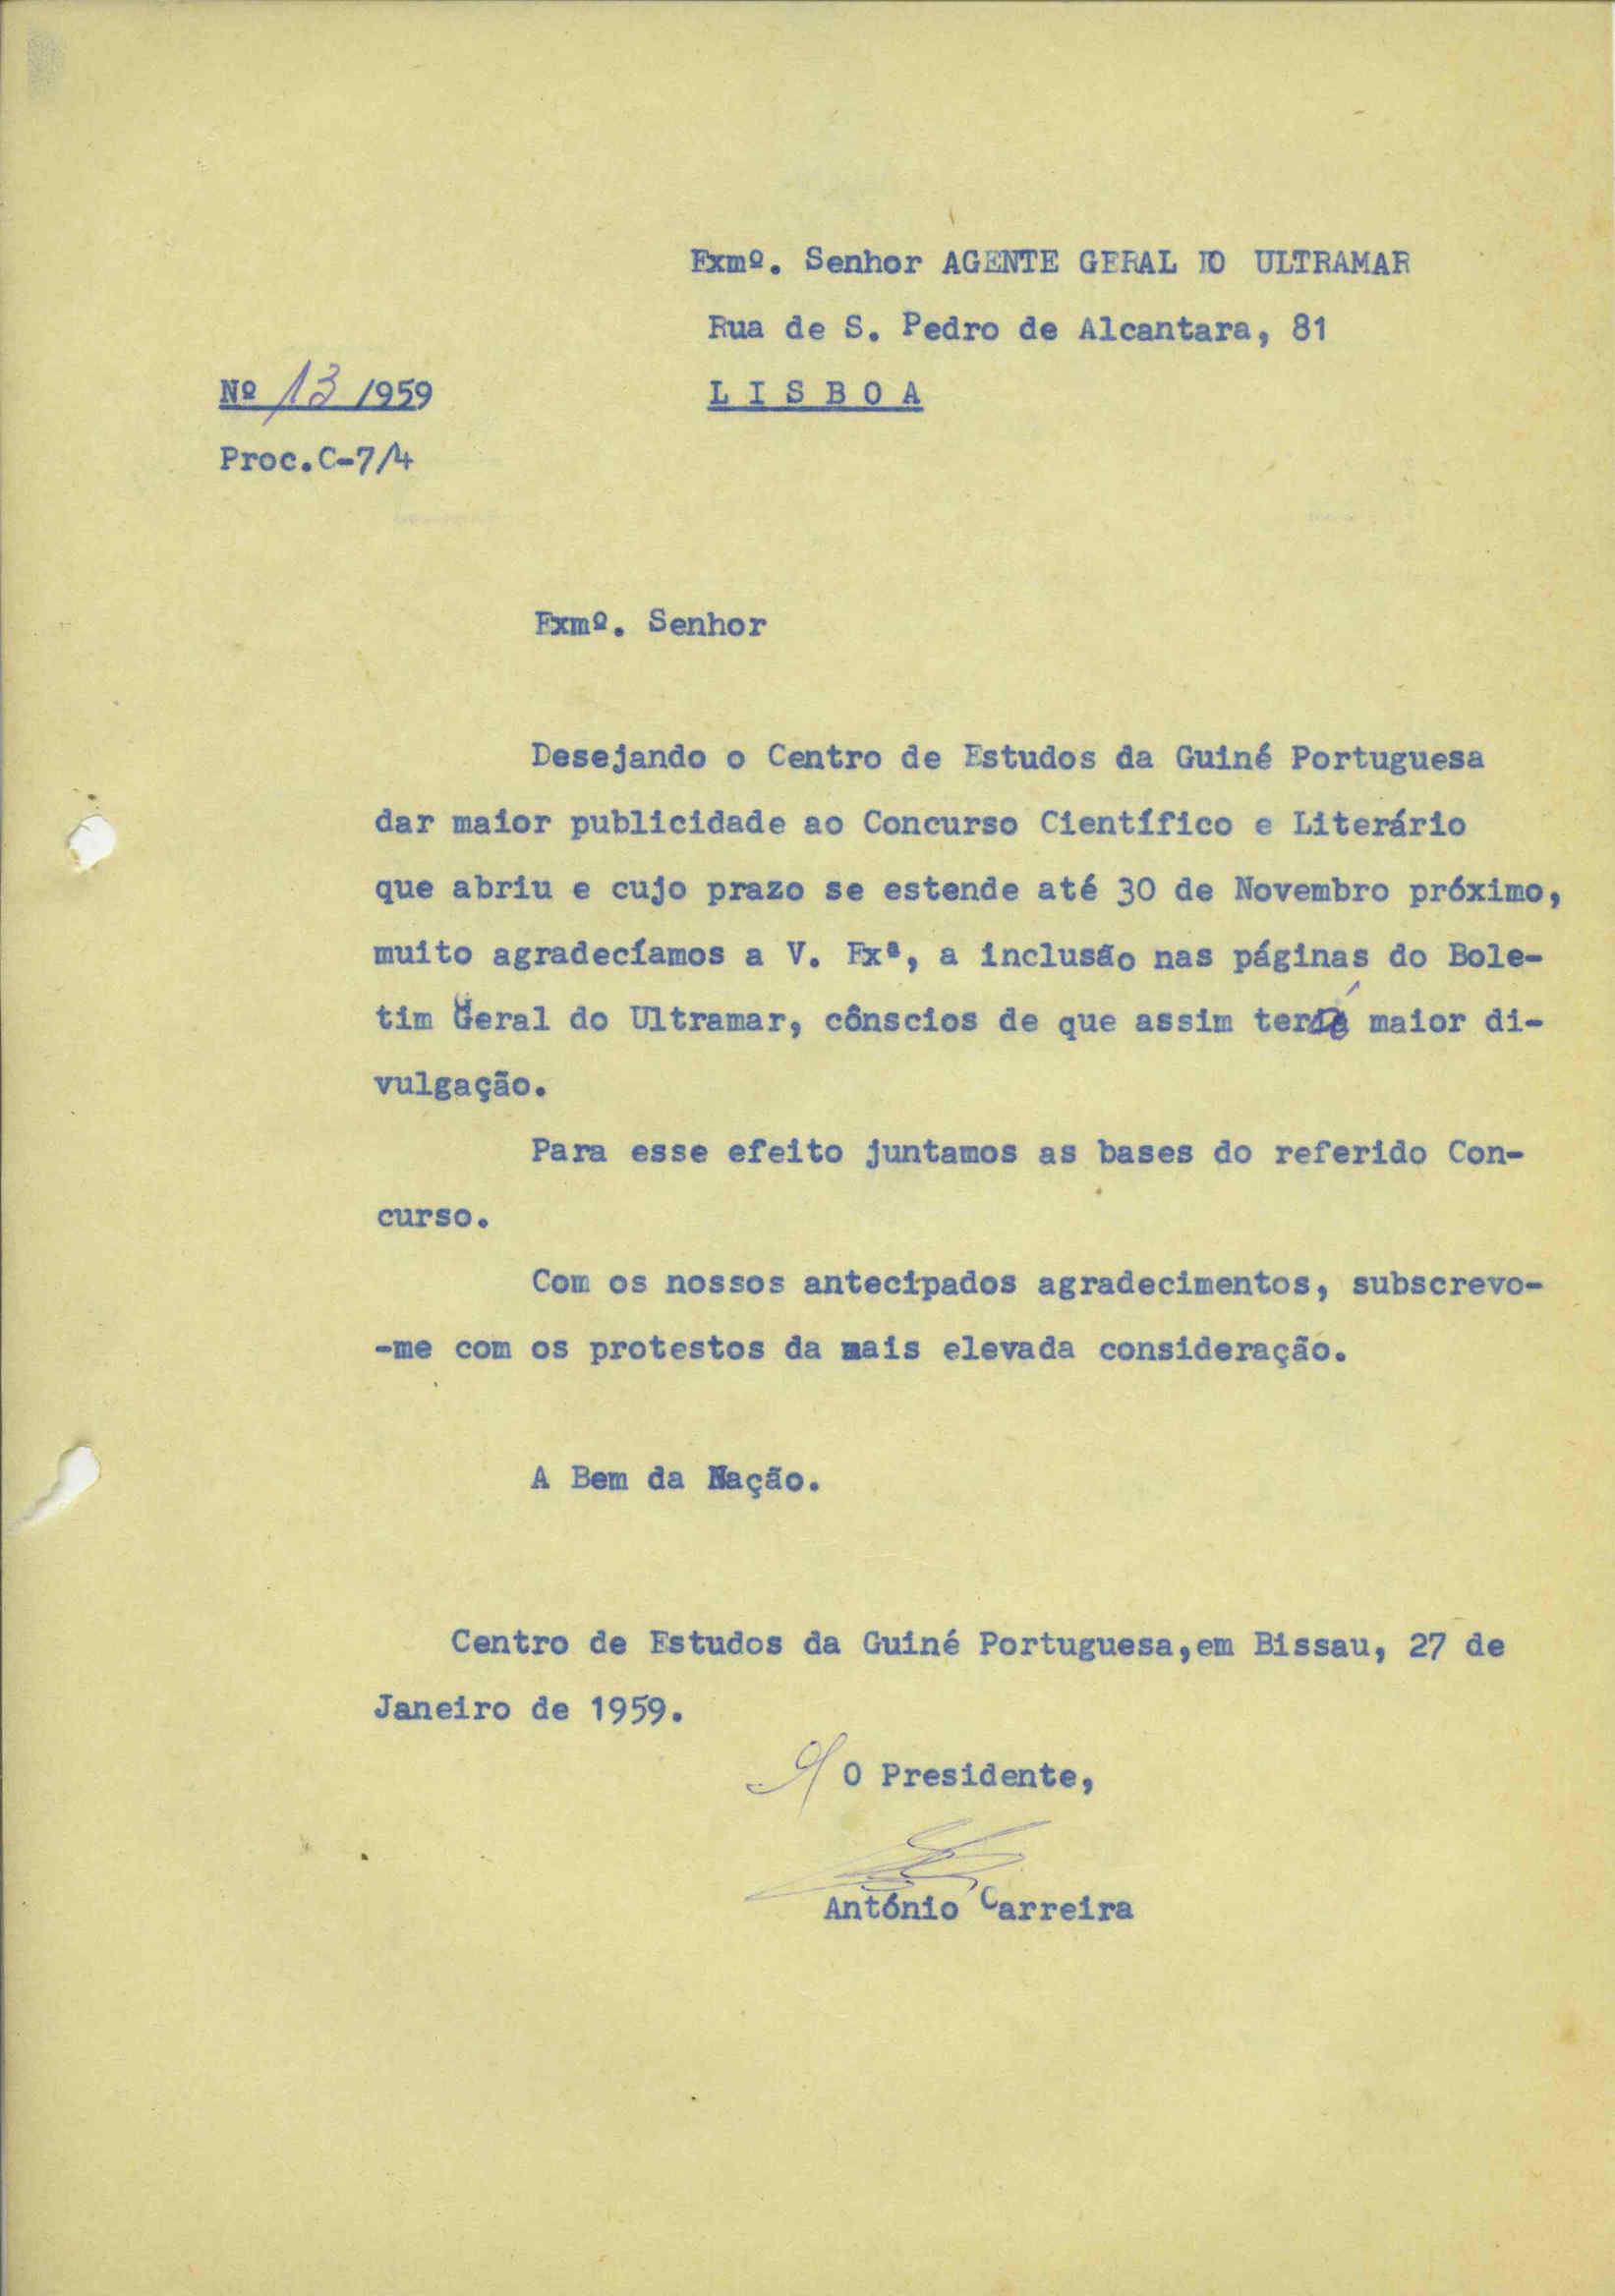 Exmº. Senhor AGENTE GERAL DO ULTRAMAR
Rua de S. Pedro de Alcantara, 81
Nº 13/1959
L I S B O A
Proc.C-7/4
Exmº. Senhor
Desejando o Centro de Estudos da Guiné Portuguesa
dar maior publicidade ao Concurso Científico e Literário
que abriu e cujo prazo se estende até 30 de Novembro próximo,
muito agradecíamos a V. Exª, a inclusão nas páginas do Bole-
tim Geral do Ultramar, cônscios de que assim terá maior di-
vulgação.
Para esse efeito juntamos as bases do referido Con-
curso.
Com os nossos antecipados agradecimentos, subscrevo-
-me com os protestos da mais elevada consideração.
A Bem da Nação.
Centro de Estudos da Guiné Portuguesa,em Bissau, 27 de
Janeiro de 1959.
O Presidente,
António Carreira